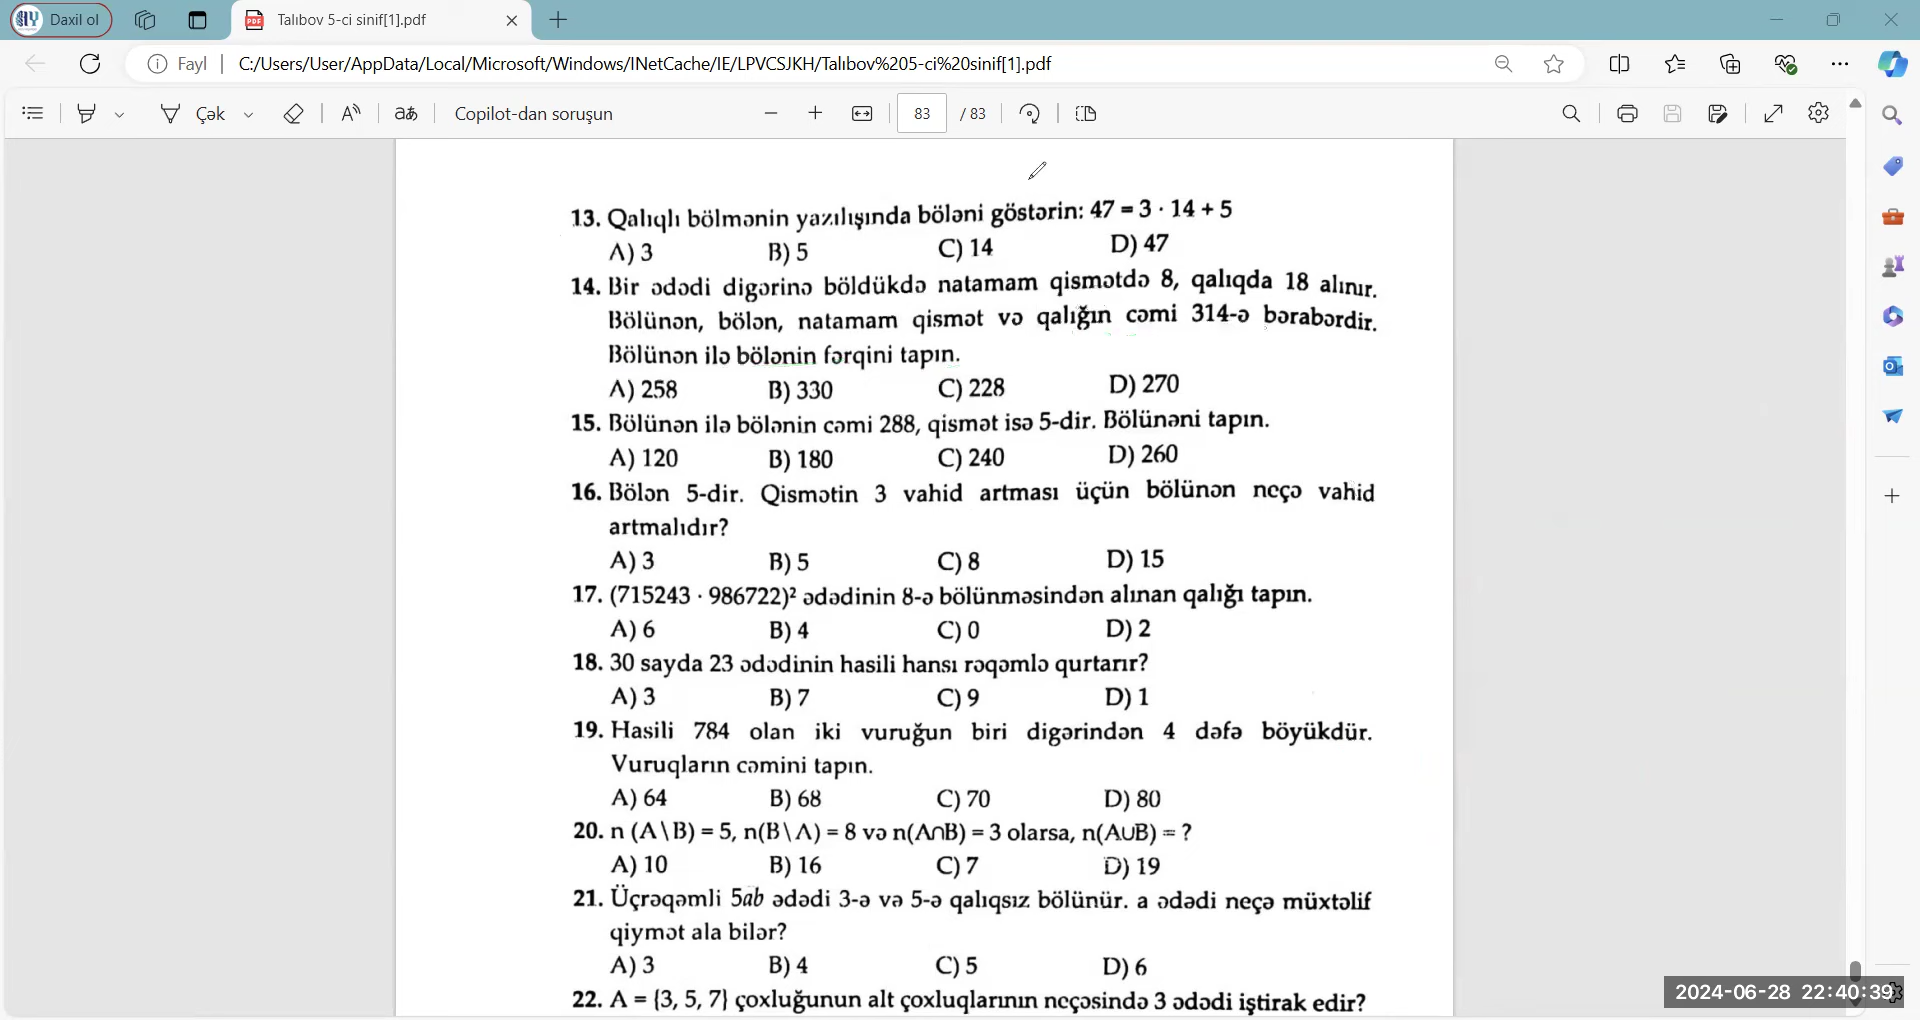 Daxil ol
Talıbov 5-ci sinif[1].pdf
Fayl | C:/Users/User/AppData/Local/Microsoft/Windows/INetCache/IE/LPVCSJKH/Talıbov%205-ci%20sinif[1].pdf
Çək
Copilot-dan soruşun
83 / 83
13. Qalıqlı bölmənin yazılışında böləni göstərin: 47 = 3 · 14 + 5
A) 3 B) 5 C) 14 D) 47
14. Bir ədədi digərinə böldükdə natamam qismətdə 8, qalıqda 18 alınır.
Bölünən, bölən, natamam qismət və qalığın cəmi 314-ə bərabərdir.
Bölünən ilə bölənin fərqini tapın.
A) 258 B) 330 C) 228 D) 270
15. Bölünən ilə bölənin cəmi 288, qismət isə 5-dir. Bölünəni tapın.
A) 120 B) 180 C) 240 D) 260
16. Bölən 5-dir. Qismətin 3 vahid artması üçün bölünən neçə vahid
artmalıdır?
A) 3 B) 5 C) 8 D) 15
17. (715243 · 986722)² ədədinin 8-ə bölünməsindən alınan qalığı tapın.
A) 6 B) 4 C) 0 D) 2
18. 30 sayda 23 ədədinin hasili hansı rəqəmlə qurtarır?
A) 3 B) 7 C) 9 D) 1
19. Hasili 784 olan iki vuruğun biri digərindən 4 dəfə böyükdür.
Vuruqların cəmini tapın.
A) 64 B) 68 C) 70 D) 80
20. n (A\B) = 5, n(B\A) = 8 və n(A∩B) = 3 olarsa, n(A∪B) = ?
A) 10 B) 16 C) 7 D) 19
21. Üçrəqəmli 5ab ədədi 3-ə və 5-ə qalıqsız bölünür. a ədədi neçə müxtəlif
qiymət ala bilər?
A) 3 B) 4 C) 5 D) 6
22. A = {3, 5, 7} çoxluğunun alt çoxluqlarının neçəsində 3 ədədi iştirak edir?
2024-06-28 22:40:39